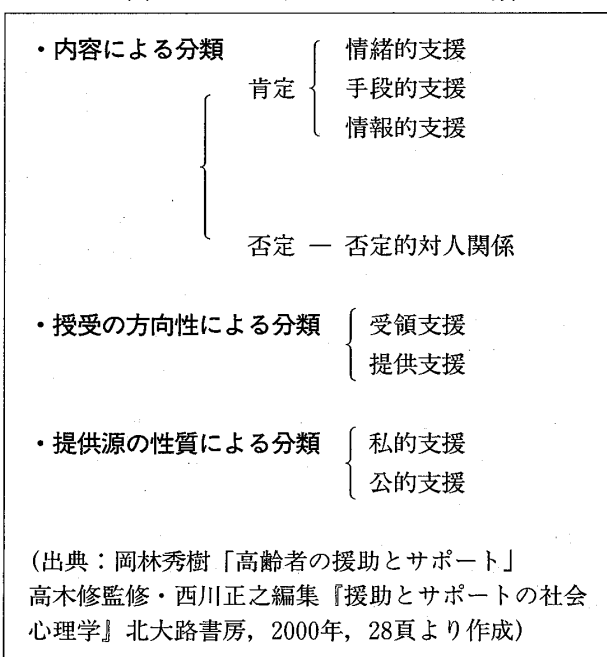 ・内容による分類
肯定
情緒的支援
手段的支援
情報的支援
否定 ― 否定的対人関係
・授受の方向性による分類
受領支援
提供支援
・提供源の性質による分類
私的支援
公的支援
(出典：岡林秀樹「高齢者の援助とサポート」
高木修監修・西川正之編集『援助とサポートの社会
心理学』北大路書房，2000年，28頁より作成)